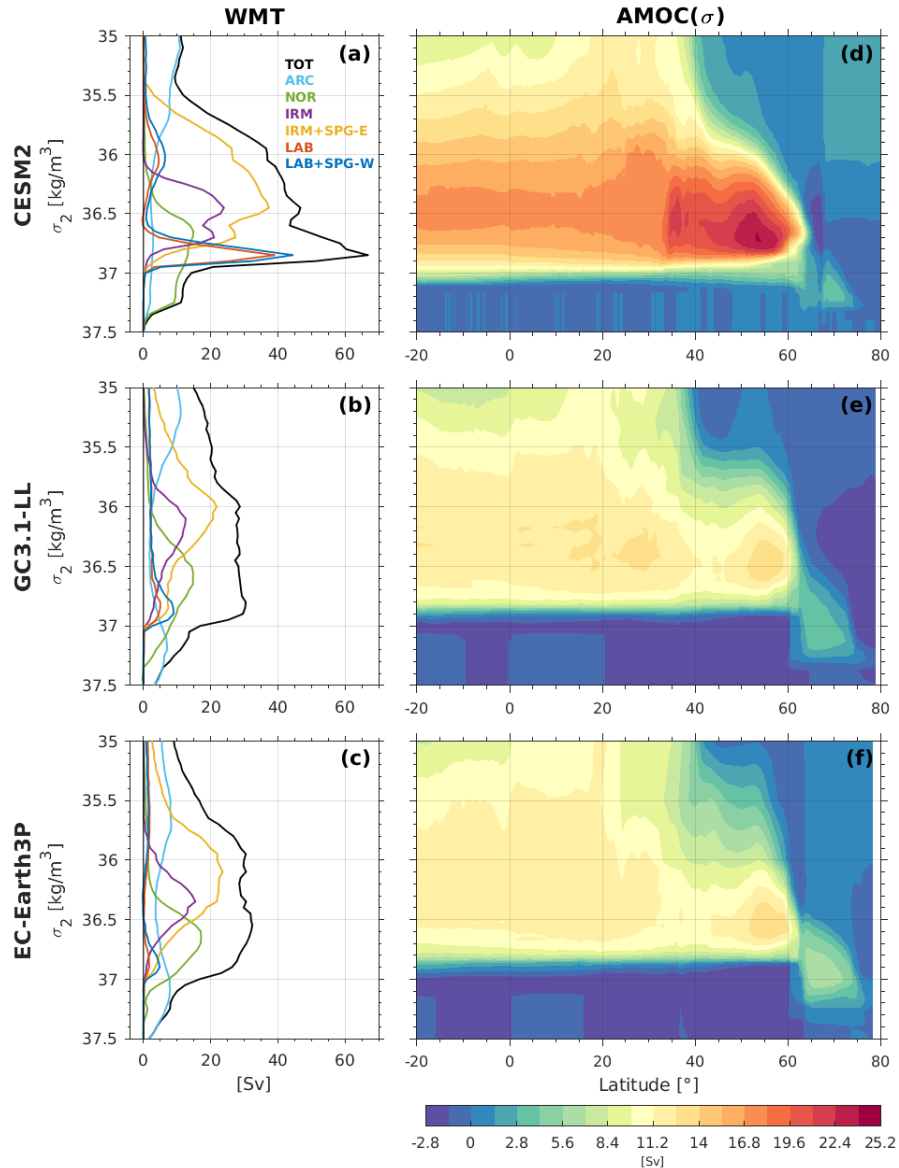 WMT
AMOC(σ)
CESM2
σ2 [kg/m3]
35
35.5
36
36.5
37
37.5
(a)
TOT
ARC
NOR
IRM
IRM+SPG-E
LAB
LAB+SPG-W
0
20
40
60
(d)
-20
0
20
40
60
80
GC3.1-LL
σ2 [kg/m3]
35
35.5
36
36.5
37
37.5
(b)
0
20
40
60
(e)
-20
0
20
40
60
80
EC-Earth3P
σ2 [kg/m3]
35
35.5
36
36.5
37
37.5
(c)
0
20
40
60
[Sv]
(f)
-20
0
20
40
60
80
Latitude [°]
-2.8
0
2.8
5.6
8.4
11.2
14
16.8
19.6
22.4
25.2
[Sv]